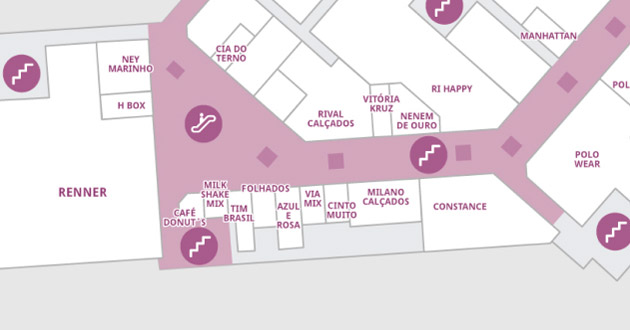 MANHATTAN
CIA DO
TERNO
NEY
MARINHO
H BOX
RI HAPPY
VITÓRIA
KRUZ
RIVAL
CALÇADOS
NENEM
DE OURO
POL
POLO
WEAR
RENNER
MILK
SHAKE
MIX
FOLHADOS
CAFÉ
DONUT´S
TIM
BRASIL
AZUL
E
ROSA
VIA
MIX
CINTO
MUITO
MILANO
CALÇADOS
CONSTANCE